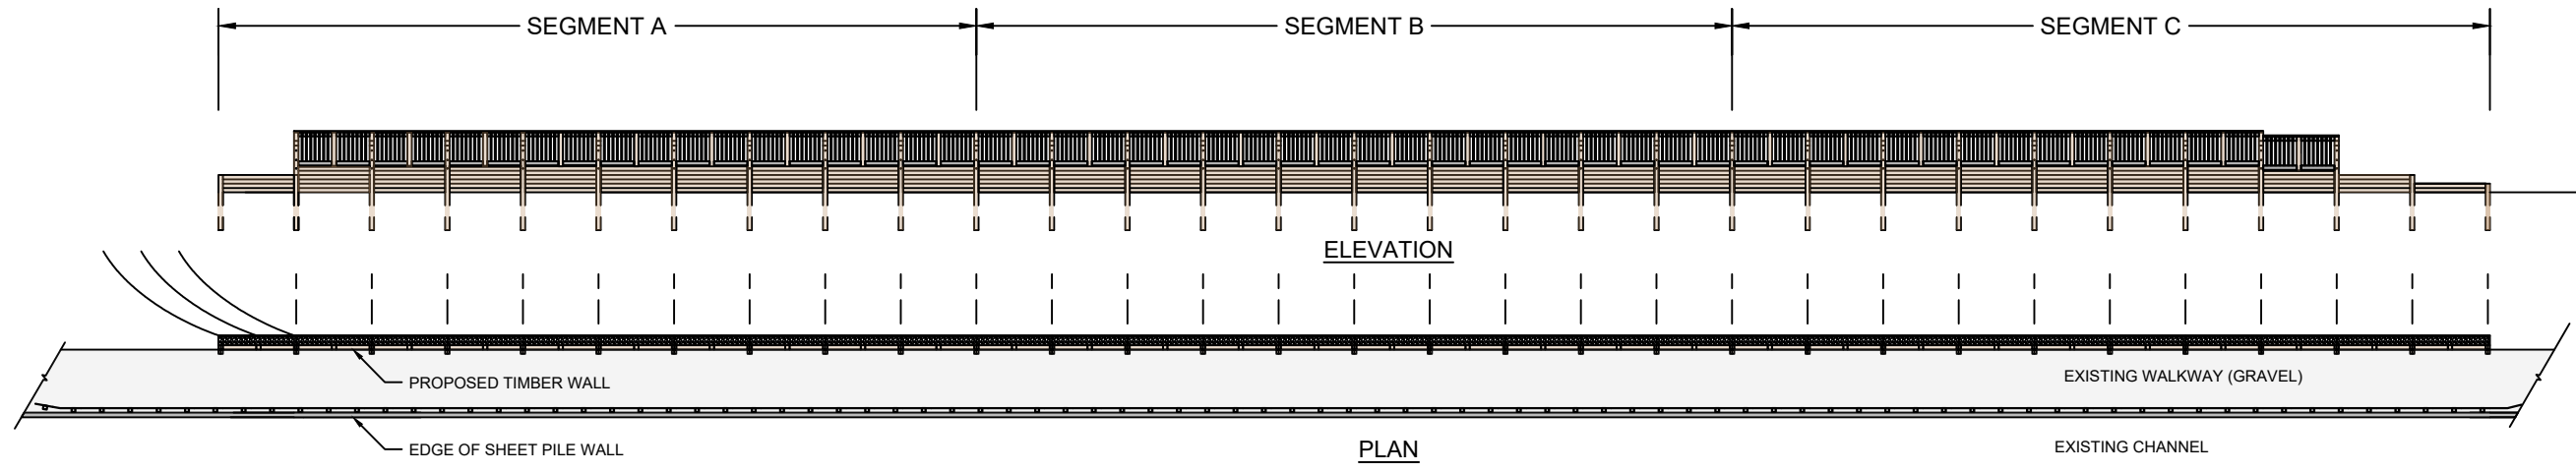 SEGMENT A
SEGMENT B
SEGMENT C
ELEVATION
PROPOSED TIMBER WALL
EXISTING WALKWAY (GRAVEL)
EDGE OF SHEET PILE WALL
PLAN
EXISTING CHANNEL